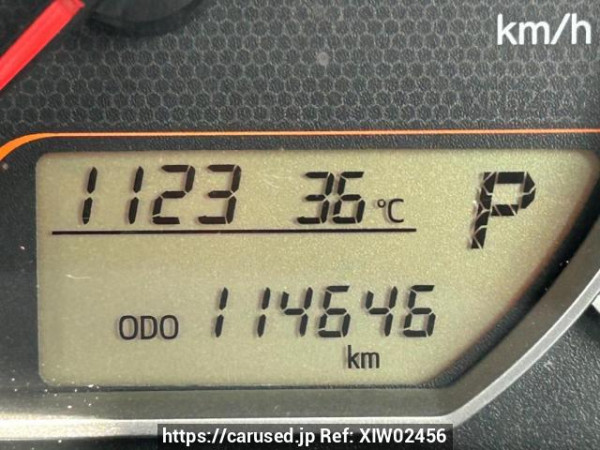 km/h
1123 36 °C P
ODO 114646
km
https://carused.jp Ref: XIW02456